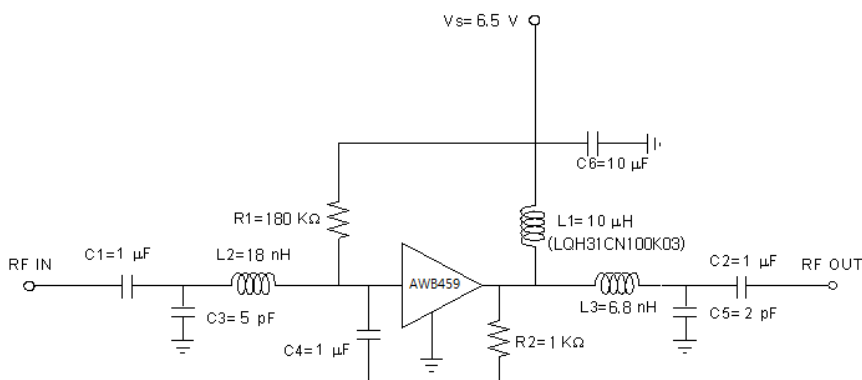 Vs= 6.5 V
C6=10 μF
R1=180 KΩ
L1= 10 μH
(LQH31CN100K03)
C1=1 μF
L2=18 nH
C2=1 μF
RF IN
RF OUT
AWB459
C3= 5 pF
L3=6.8 nH
C5= 2 pF
C4= 1 μF
R2=1 KΩ